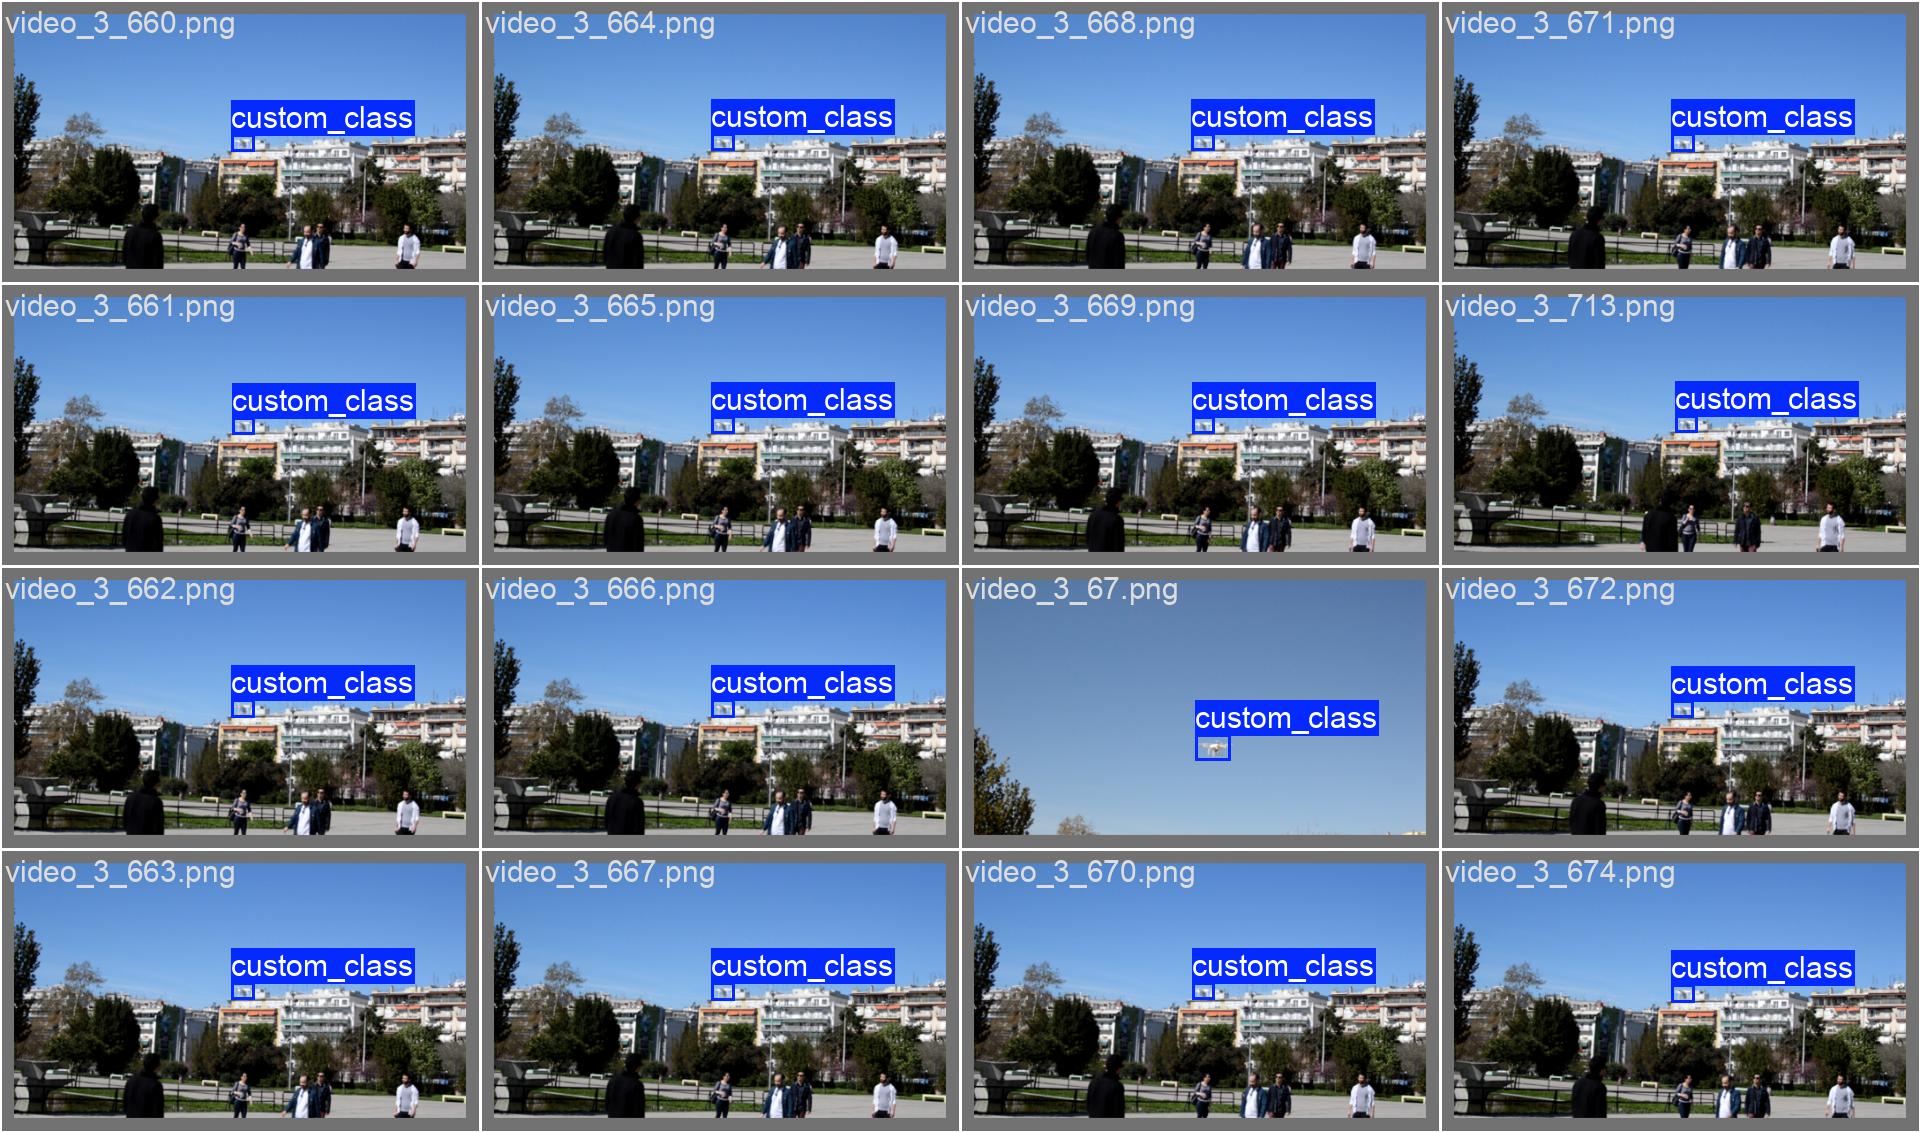 video_3_660.png
custom_class
video_3_664.png
custom_class
video_3_668.png
custom_class
video_3_671.png
custom_class
video_3_661.png
custom_class
video_3_665.png
custom_class
video_3_669.png
custom_class
video_3_713.png
custom_class
video_3_662.png
custom_class
video_3_666.png
custom_class
video_3_67.png
custom_class
video_3_672.png
custom_class
video_3_663.png
custom_class
video_3_667.png
custom_class
video_3_670.png
custom_class
video_3_674.png
custom_class